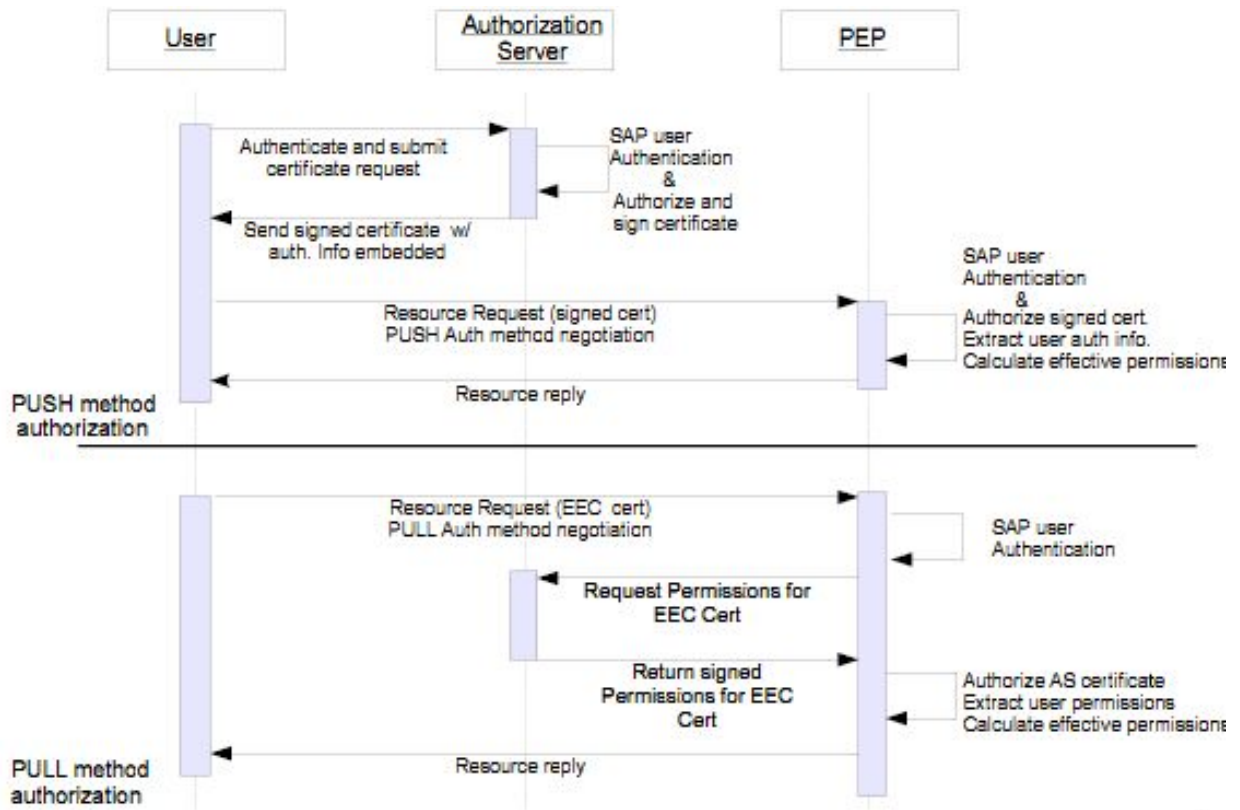 User
Authorization
Server
PEP
Authenticate and submit
certificate request
SAP user
Authentication
&
Authorize and
sign certificate
Send signed certificate w/
auth. Info embedded
SAP user
Authentication
&
Authorize signed cert.
Extract user auth info.
Calculate effective permissions
Resource Request (signed cert)
PUSH Auth method negotiation
Resource reply
PUSH method
authorization
Resource Request (EEC cert)
PULL Auth method negotiation
SAP user
Authentication
Request Permissions for
EEC Cert
Return signed
Permissions for EEC
Cert
Authorize AS certificate
Extract user permissions
Calculate effective permissions
Resource reply
PULL method
authorization